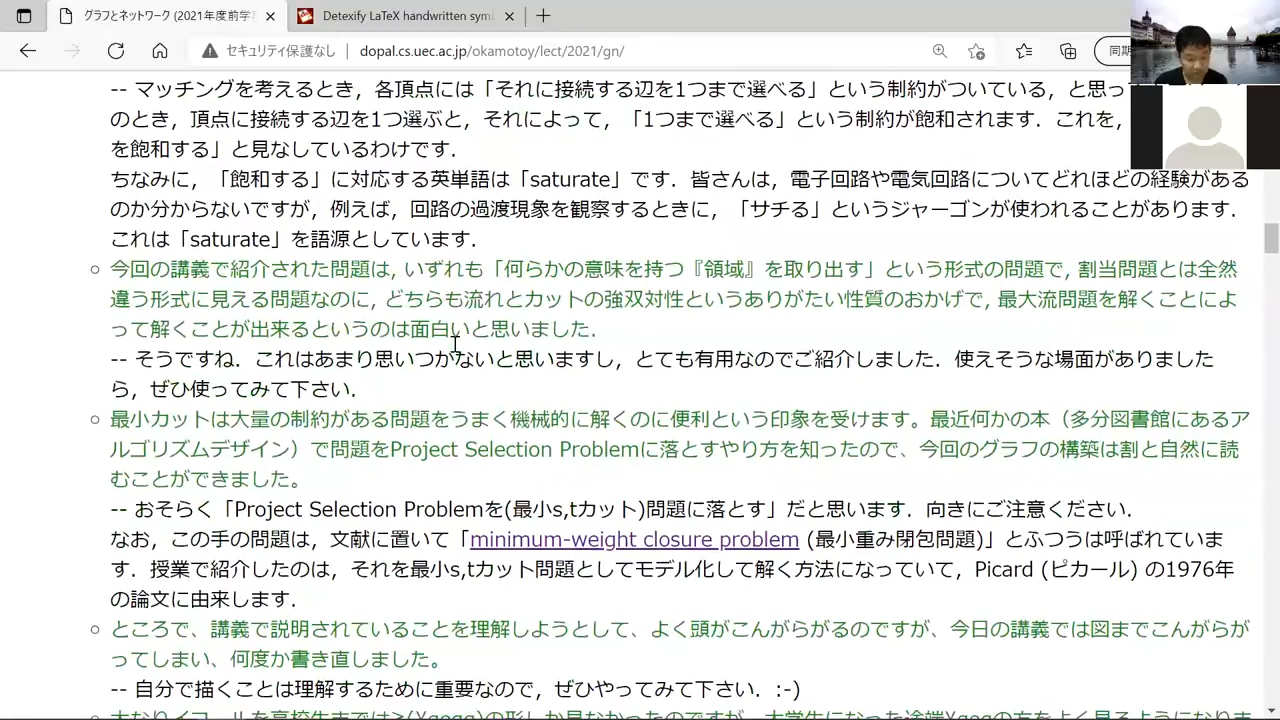 グラフとネットワーク (2021年度前学
Detexify LaTeX handwritten symb
セキュリティ保護なし
dopal.cs.uec.ac.jp/okamotoy/lect/2021/gn/
同期
-- マッチングを考えるとき，各頂点には「それに接続する辺を1つまで選べる」という制約がついている，と思っ
のとき，頂点に接続する辺を1つ選ぶと，それによって，「1つまで選べる」という制約が飽和されます．これを，
を飽和する」と見なしているわけです．
ちなみに，「飽和する」に対応する英単語は「saturate」です．皆さんは，電子回路や電気回路についてどれほどの経験がある
のか分からないですが，例えば，回路の過渡現象を観察するときに，「サチる」というジャーゴンが使われることがあります．
これは「saturate」を語源としています．
今回の講義で紹介された問題は, いずれも「何らかの意味を持つ『領域』を取り出す」という形式の問題で, 割当問題とは全然
違う形式に見える問題なのに, どちらも流れとカットの強双対性というありがたい性質のおかげで, 最大流問題を解くことによ
って解くことが出来るというのは面白いと思いました.
-- そうですね．これはあまり思いつかないと思いますし，とても有用なのでご紹介しました．使えそうな場面がありました
ら，ぜひ使ってみて下さい．
最小カットは大量の制約がある問題をうまく機械的に解くのに便利という印象を受けます。最近何かの本（多分図書館にあるア
ルゴリズムデザイン）で問題をProject Selection Problemに落とすやり方を知ったので、今回のグラフの構築は割と自然に読
むことができました。
-- おそらく「Project Selection Problemを(最小s,tカット)問題に落とす」だと思います．向きにご注意ください．
なお，この手の問題は，文献に置いて「minimum-weight closure problem (最小重み閉包問題)」とふつうは呼ばれていま
す．授業で紹介したのは，それを最小s,tカット問題としてモデル化して解く方法になっていて，Picard (ピカール) の1976年
の論文に由来します．
ところで、講義で説明されていることを理解しようとして、よく頭がこんがらがるのですが、今日の講義では図までこんがらが
ってしまい、何度か書き直しました。
-- 自分で描くことは理解するために重要なので，ぜひやってみて下さい． :-)